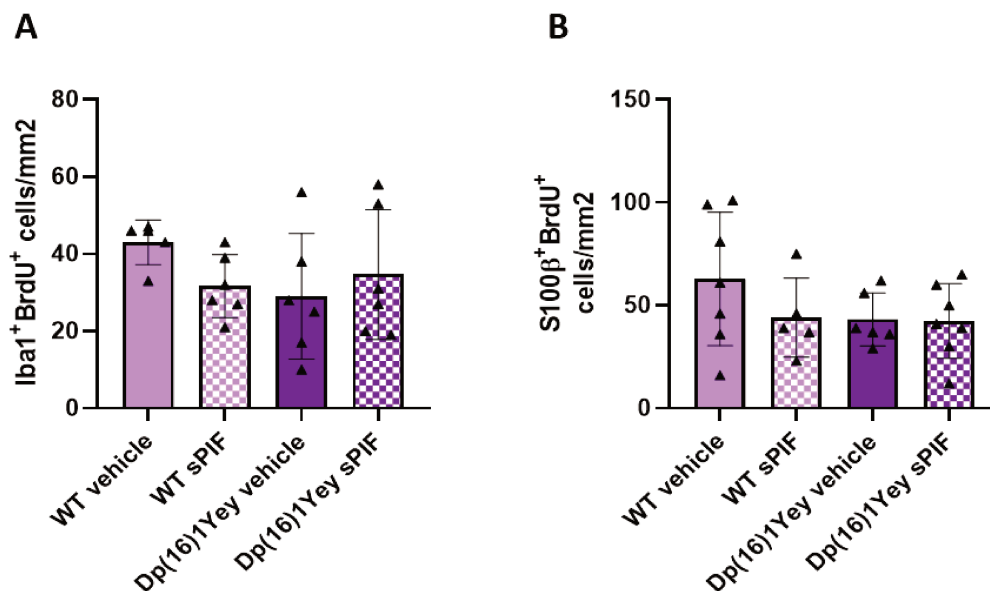 A
Iba1⁺BrdU⁺ cells/mm2
80
60
40
20
0
WT vehicle
WT sPIF
Dp(16)1Yey vehicle
Dp(16)1Yey sPIF
B
S100β⁺BrdU⁺
cells/mm2
150
100
50
0
WT vehicle
WT sPIF
Dp(16)1Yey vehicle
Dp(16)1Yey sPIF